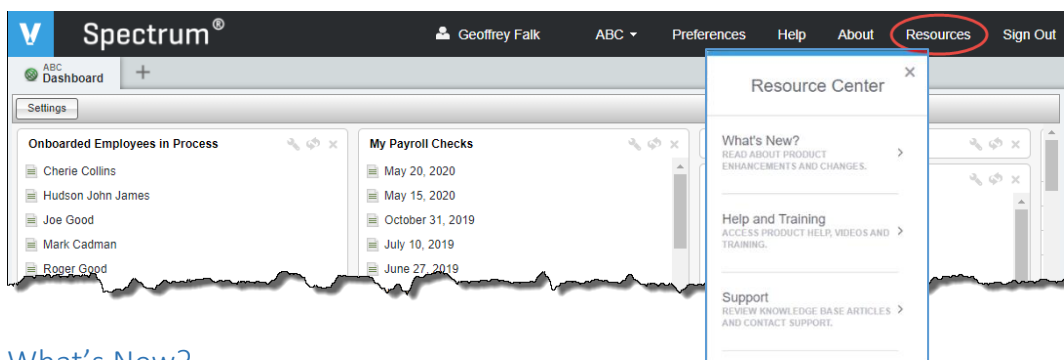 Spectrum®
Geoffrey Falk
ABC
Preferences
Help
About
Resources
Sign Out
ABC
Dashboard
Settings
Onboarded Employees in Process
Cherie Collins
Hudson John James
Joe Good
Mark Cadman
Roger Good
My Payroll Checks
May 20, 2020
May 15, 2020
October 31, 2019
July 10, 2019
June 27, 2019
Resource Center
What's New?
READ ABOUT PRODUCT
ENHANCEMENTS AND CHANGES.
Help and Training
ACCESS PRODUCT HELP, VIDEOS AND
TRAINING.
Support
REVIEW KNOWLEDGE BASE ARTICLES
AND CONTACT SUPPORT.
What's New?